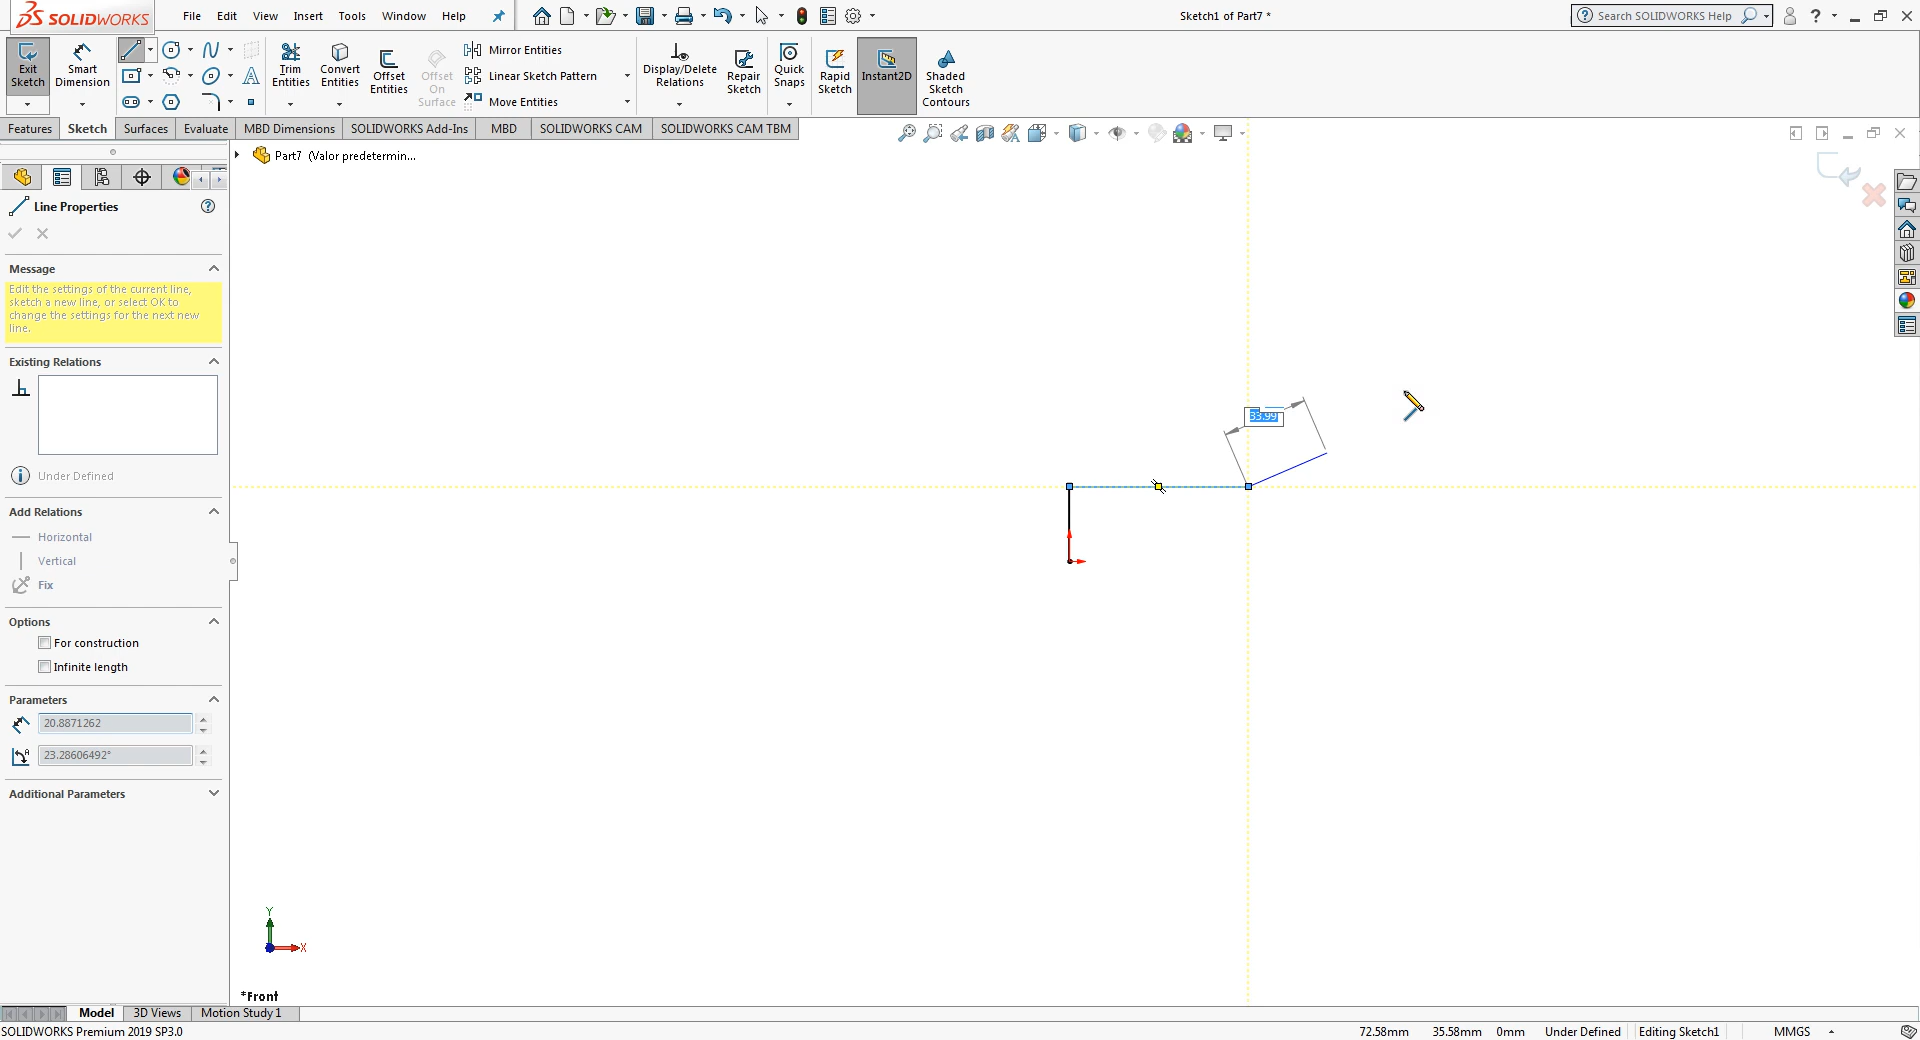 SOLIDWORKS
File Edit View Insert Tools Window Help
Sketch1 of Part7 *
Search SOLIDWORKS Help
Exit Sketch
Smart Dimension
Trim Entities
Convert Entities
Offset Entities
Offset On Surface
Mirror Entities
Linear Sketch Pattern
Move Entities
Display/Delete Relations
Repair Sketch
Quick Snaps
Rapid Sketch
Instant2D
Shaded Sketch Contours
Features Sketch Surfaces Evaluate MBD Dimensions SOLIDWORKS Add-Ins MBD SOLIDWORKS CAM SOLIDWORKS CAM TBM
Part7 (Valor predetermin...
Line Properties
Message
Edit the settings of the current line,
sketch a new line, or select OK to
change the settings for the next new
line.
Existing Relations
Under Defined
Add Relations
Horizontal
Vertical
Fix
Options
For construction
Infinite length
Parameters
20.8871262
23.28606492°
Additional Parameters
33.99
Y
X
*Front
Model 3D Views Motion Study 1
SOLIDWORKS Premium 2019 SP3.0
72.58mm 35.58mm 0mm Under Defined Editing Sketch1 MMGS